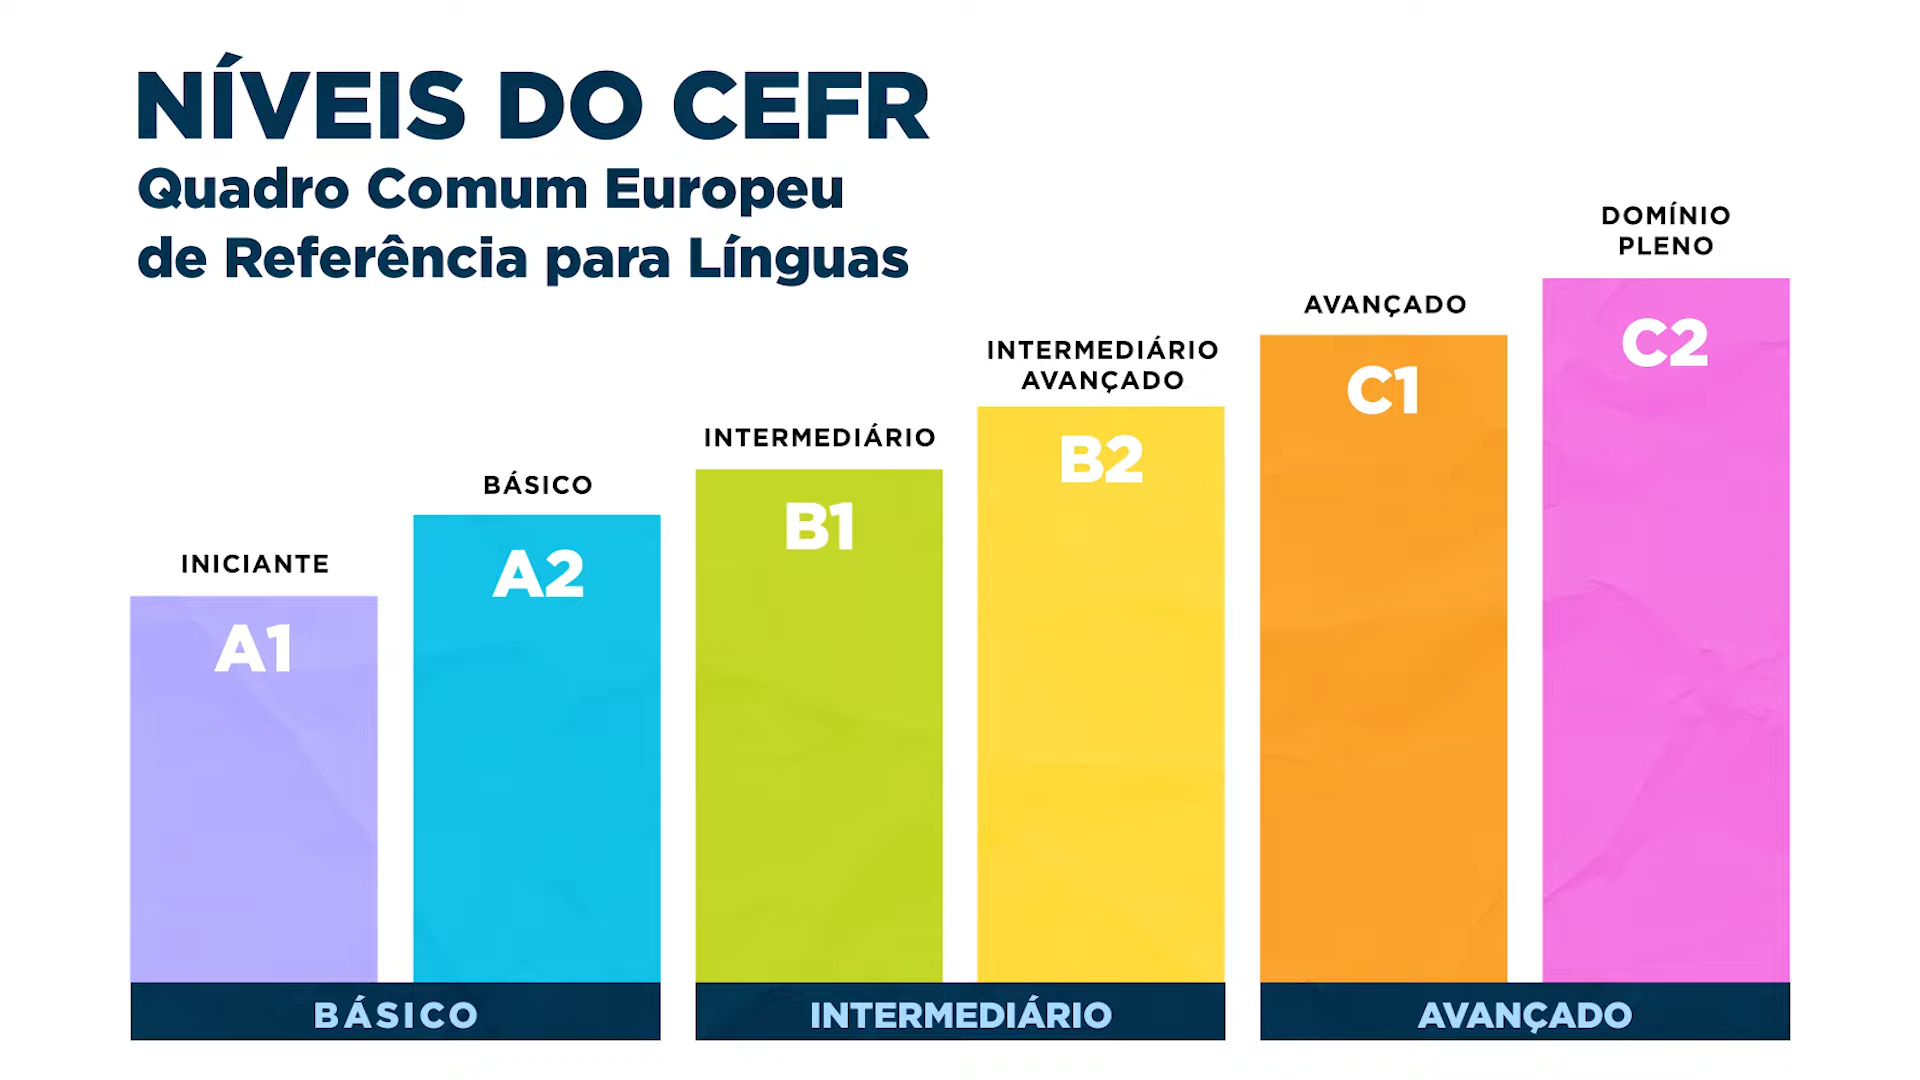 NÍVEIS DO CEFR
Quadro Comum Europeu
de Referência para Línguas
INICIANTE
A1
BÁSICO
A2
INTERMEDIÁRIO
B1
INTERMEDIÁRIO
AVANÇADO
B2
AVANÇADO
C1
DOMÍNIO
PLENO
C2
BÁSICO
INTERMEDIÁRIO
AVANÇADO